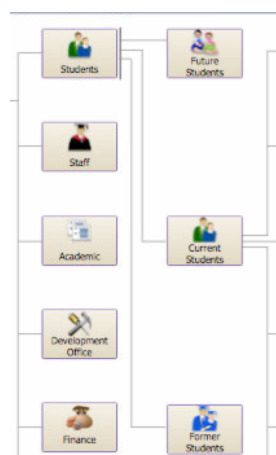 Students
Future
Students
Staff
Academic
Current
Students
Development
Office
Finance
Former
Students